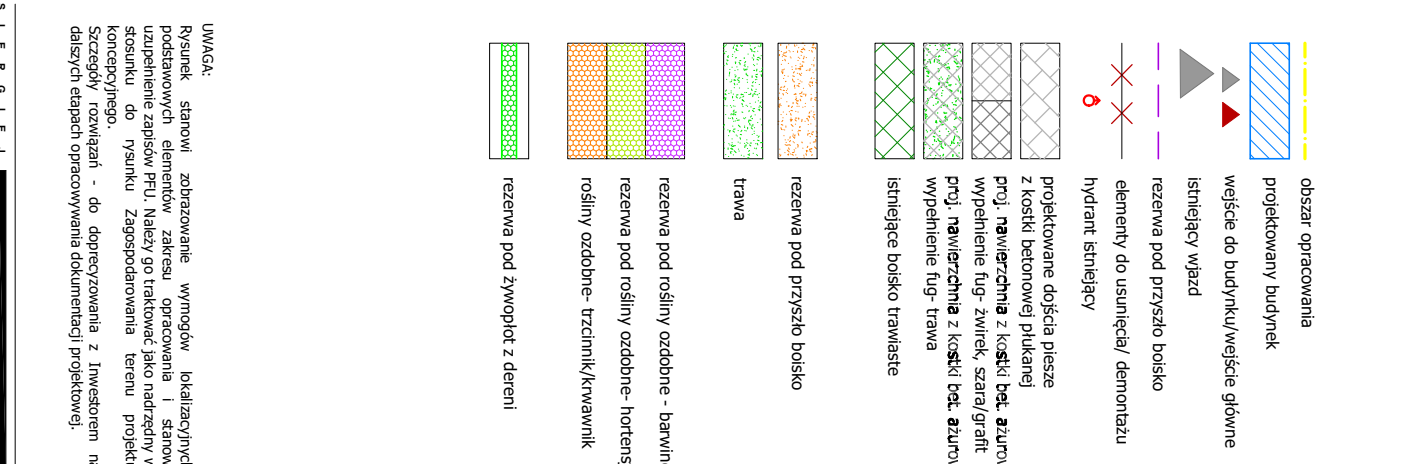 obszar opracowania
projektowany budynek
wejście do budynku/wejście główne
istniejący wjazd
rezerwa pod przyszło boisko
elementy do usunięcia/ demontażu
hydrant istniejący
projektowane dojścia piesze
z kostki betonowej płukanej
proj. nawierzchnia z kostki bet. ażurow
wypełnienie fug- żwirek, szara/grafit
proj. nawierzchnia z kostki bet. ażurow
wypełnienie fug- trawa
istniejące boisko trawiaste
rezerwa pod przyszło boisko
trawa
rezerwa pod rośliny ozdobne - barwine
rezerwa pod rośliny ozdobne- hortens
rośliny ozdobne- trzcinnik/krwawnik
rezerwa pod żywopłot z dereni
UWAGA:
Rysunek stanowi zobrazowanie wymogów lokalizacyjnych
podstawowych elementów zakresu opracowania i stanow
uzupełnienie zapisów PFU. Należy go traktować jako nadrzędny w
stosunku do rysunku Zagospodarowania terenu projektu
koncepcyjnego.
Szczegóły rozwiązań - do doprecyzowania z Inwestorem na
dalszych etapach opracowywania dokumentacji projektowej.
S I E R G I E J